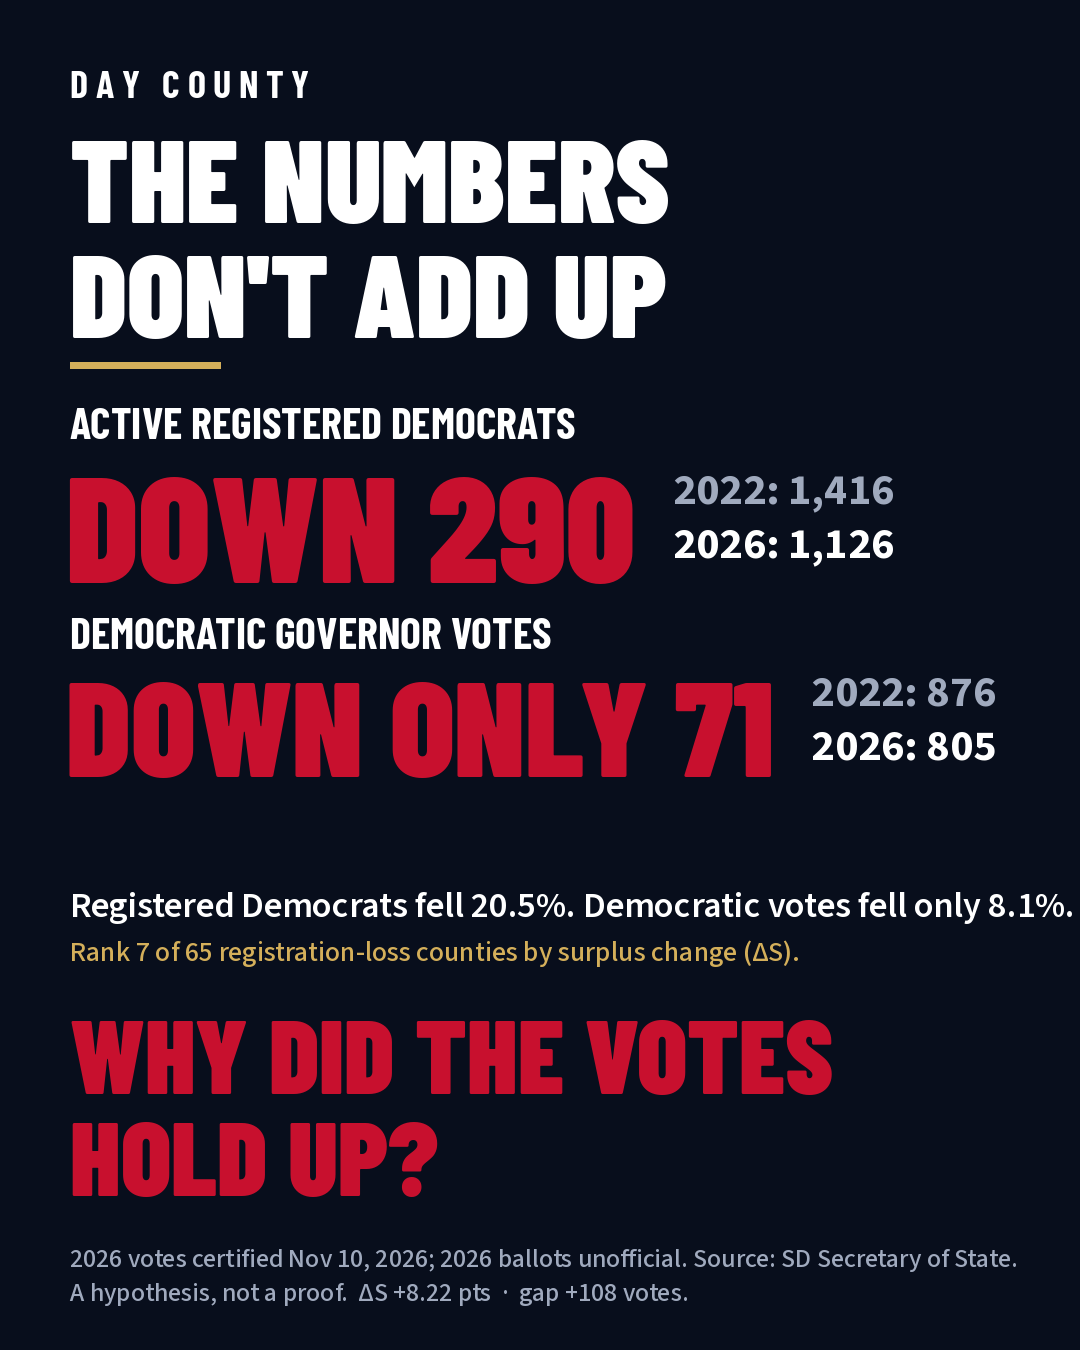 DAY COUNTY
THE NUMBERS
DON'T ADD UP
ACTIVE REGISTERED DEMOCRATS
DOWN 290
2022: 1,416
2026: 1,126
DEMOCRATIC GOVERNOR VOTES
DOWN ONLY 71
2022: 876
2026: 805
Registered Democrats fell 20.5%. Democratic votes fell only 8.1%.
Rank 7 of 65 registration-loss counties by surplus change (ΔS).
WHY DID THE VOTES
HOLD UP?
2026 votes certified Nov 10, 2026; 2026 ballots unofficial. Source: SD Secretary of State.
A hypothesis, not a proof. ΔS +8.22 pts · gap +108 votes.